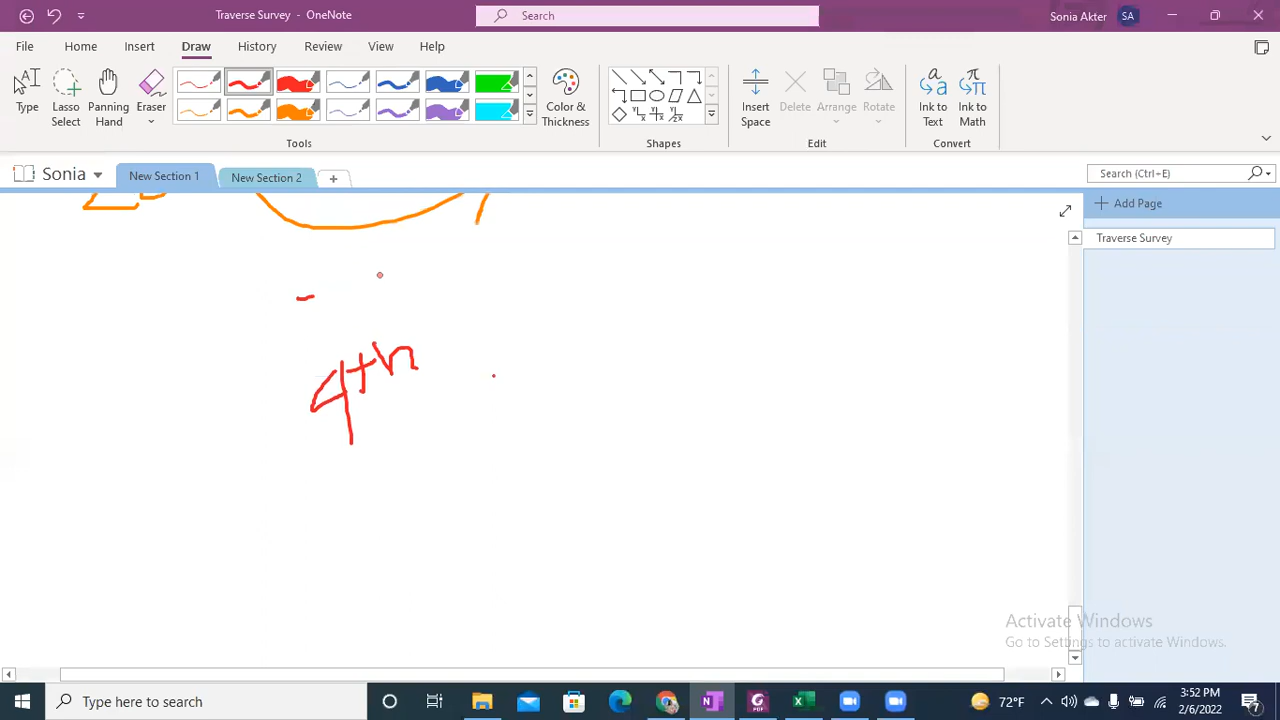 Traverse Survey - OneNote
Search
Sonia Akter
SA
File
Home
Insert
Draw
History
Review
View
Help
Type
Lasso Select
Panning Hand
Eraser
Color & Thickness
Insert Space
Delete
Arrange
Rotate
Ink to Text
Ink to Math
Tools
Shapes
Edit
Convert
Sonia
New Section 1
New Section 2
Search (Ctrl+E)
Add Page
Traverse Survey
4th
Activate Windows
Go to Settings to activate Windows.
Type here to search
72°F
3:52 PM
2/6/2022
7